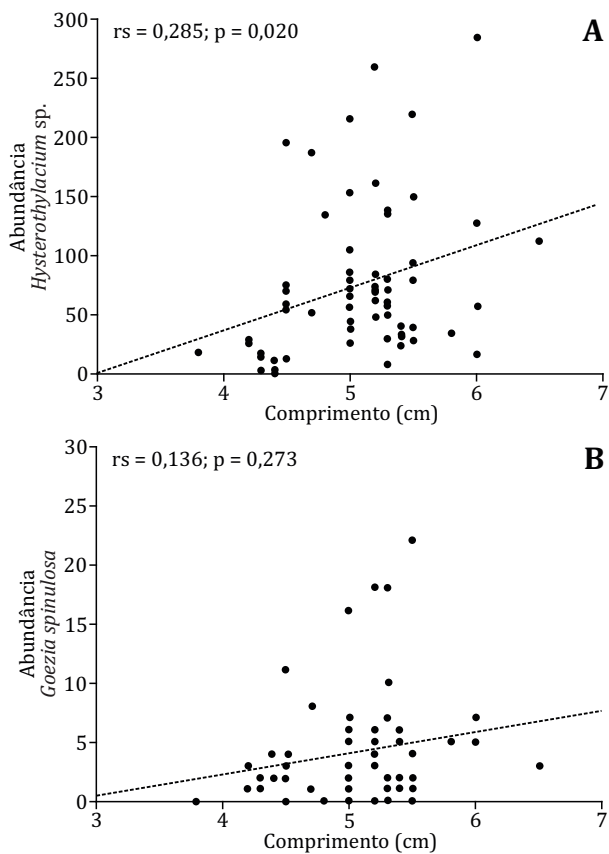 rs = 0,285; p = 0,020
A
300
250
200
150
100
50
0
Abundância
Hysterothylacium sp.
3 4 5 6 7
Comprimento (cm)
rs = 0,136; p = 0,273
B
30
25
20
15
10
5
0
Abundância
Goezia spinulosa
3 4 5 6 7
Comprimento (cm)